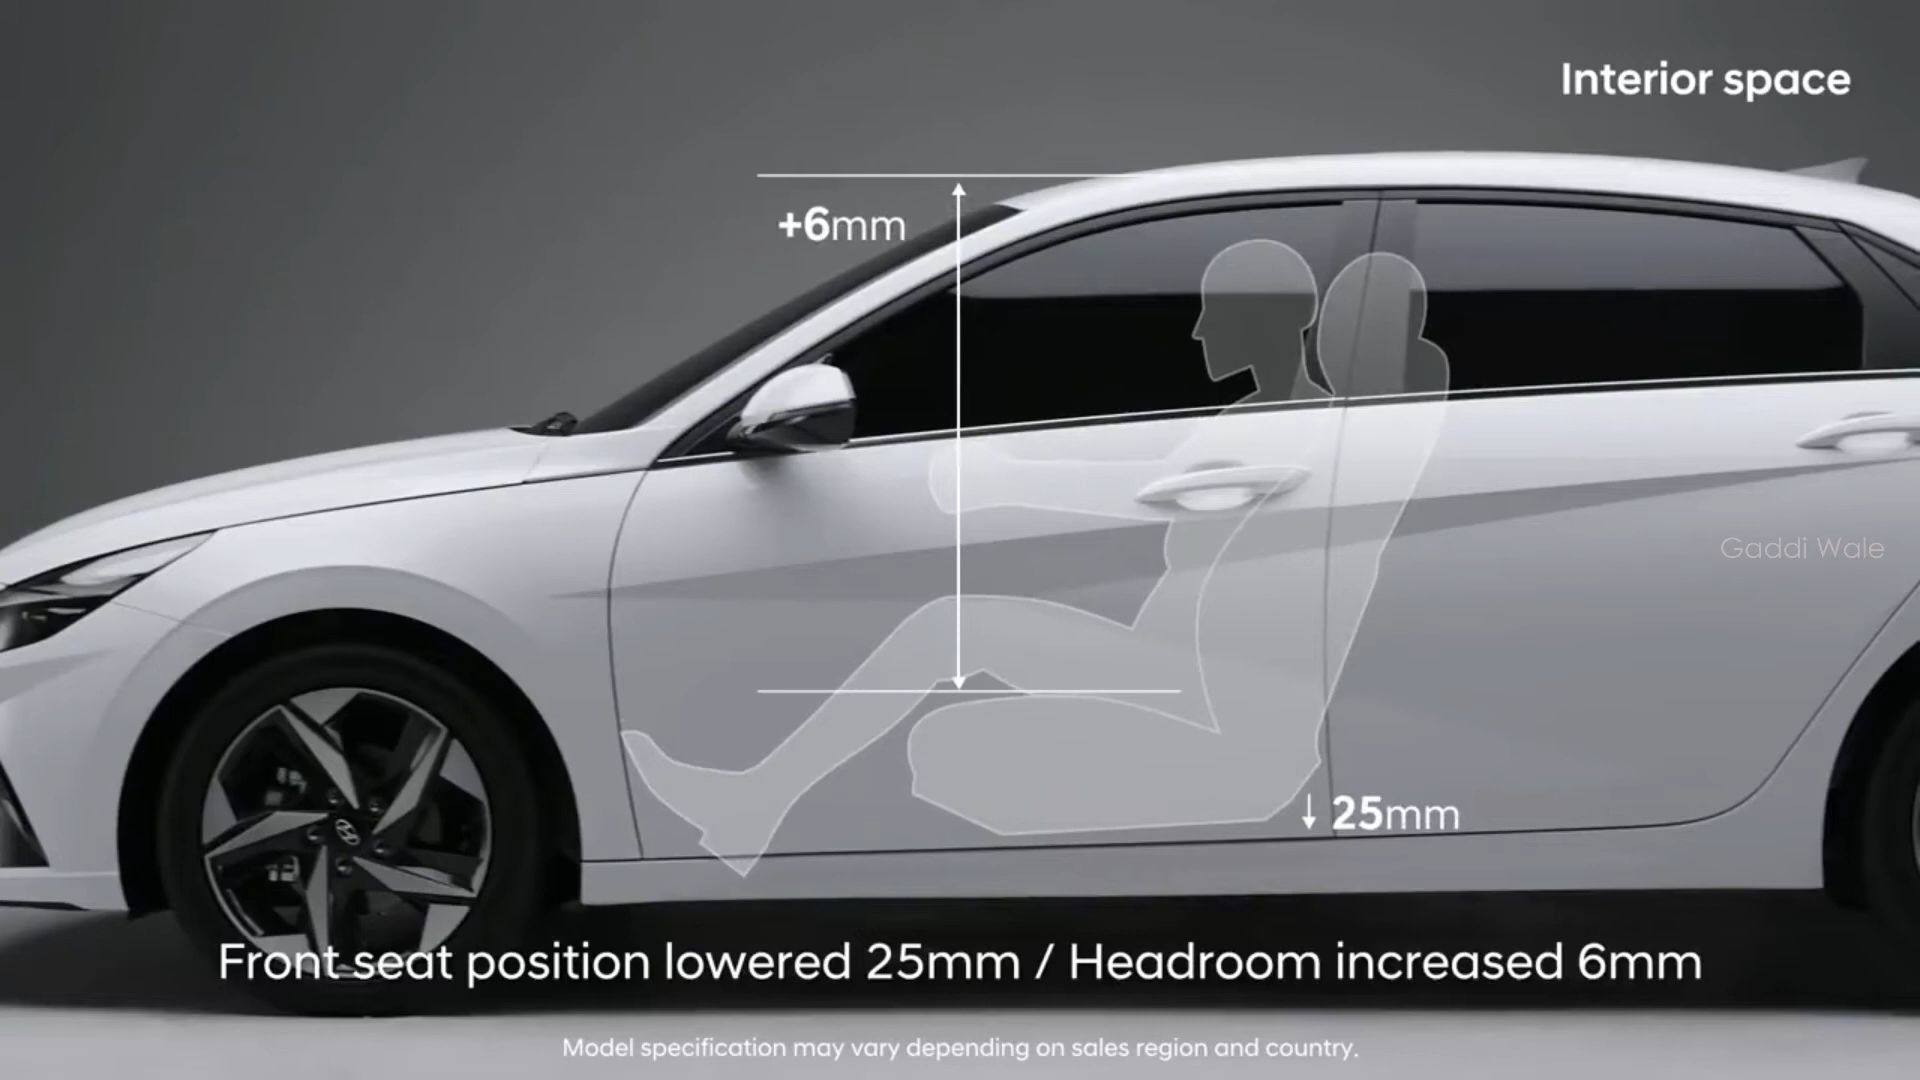 Interior space
+6mm
Gaddi Wale
25mm
Front seat position lowered 25mm / Headroom increased 6mm
Model specification may vary depending on sales region and country.